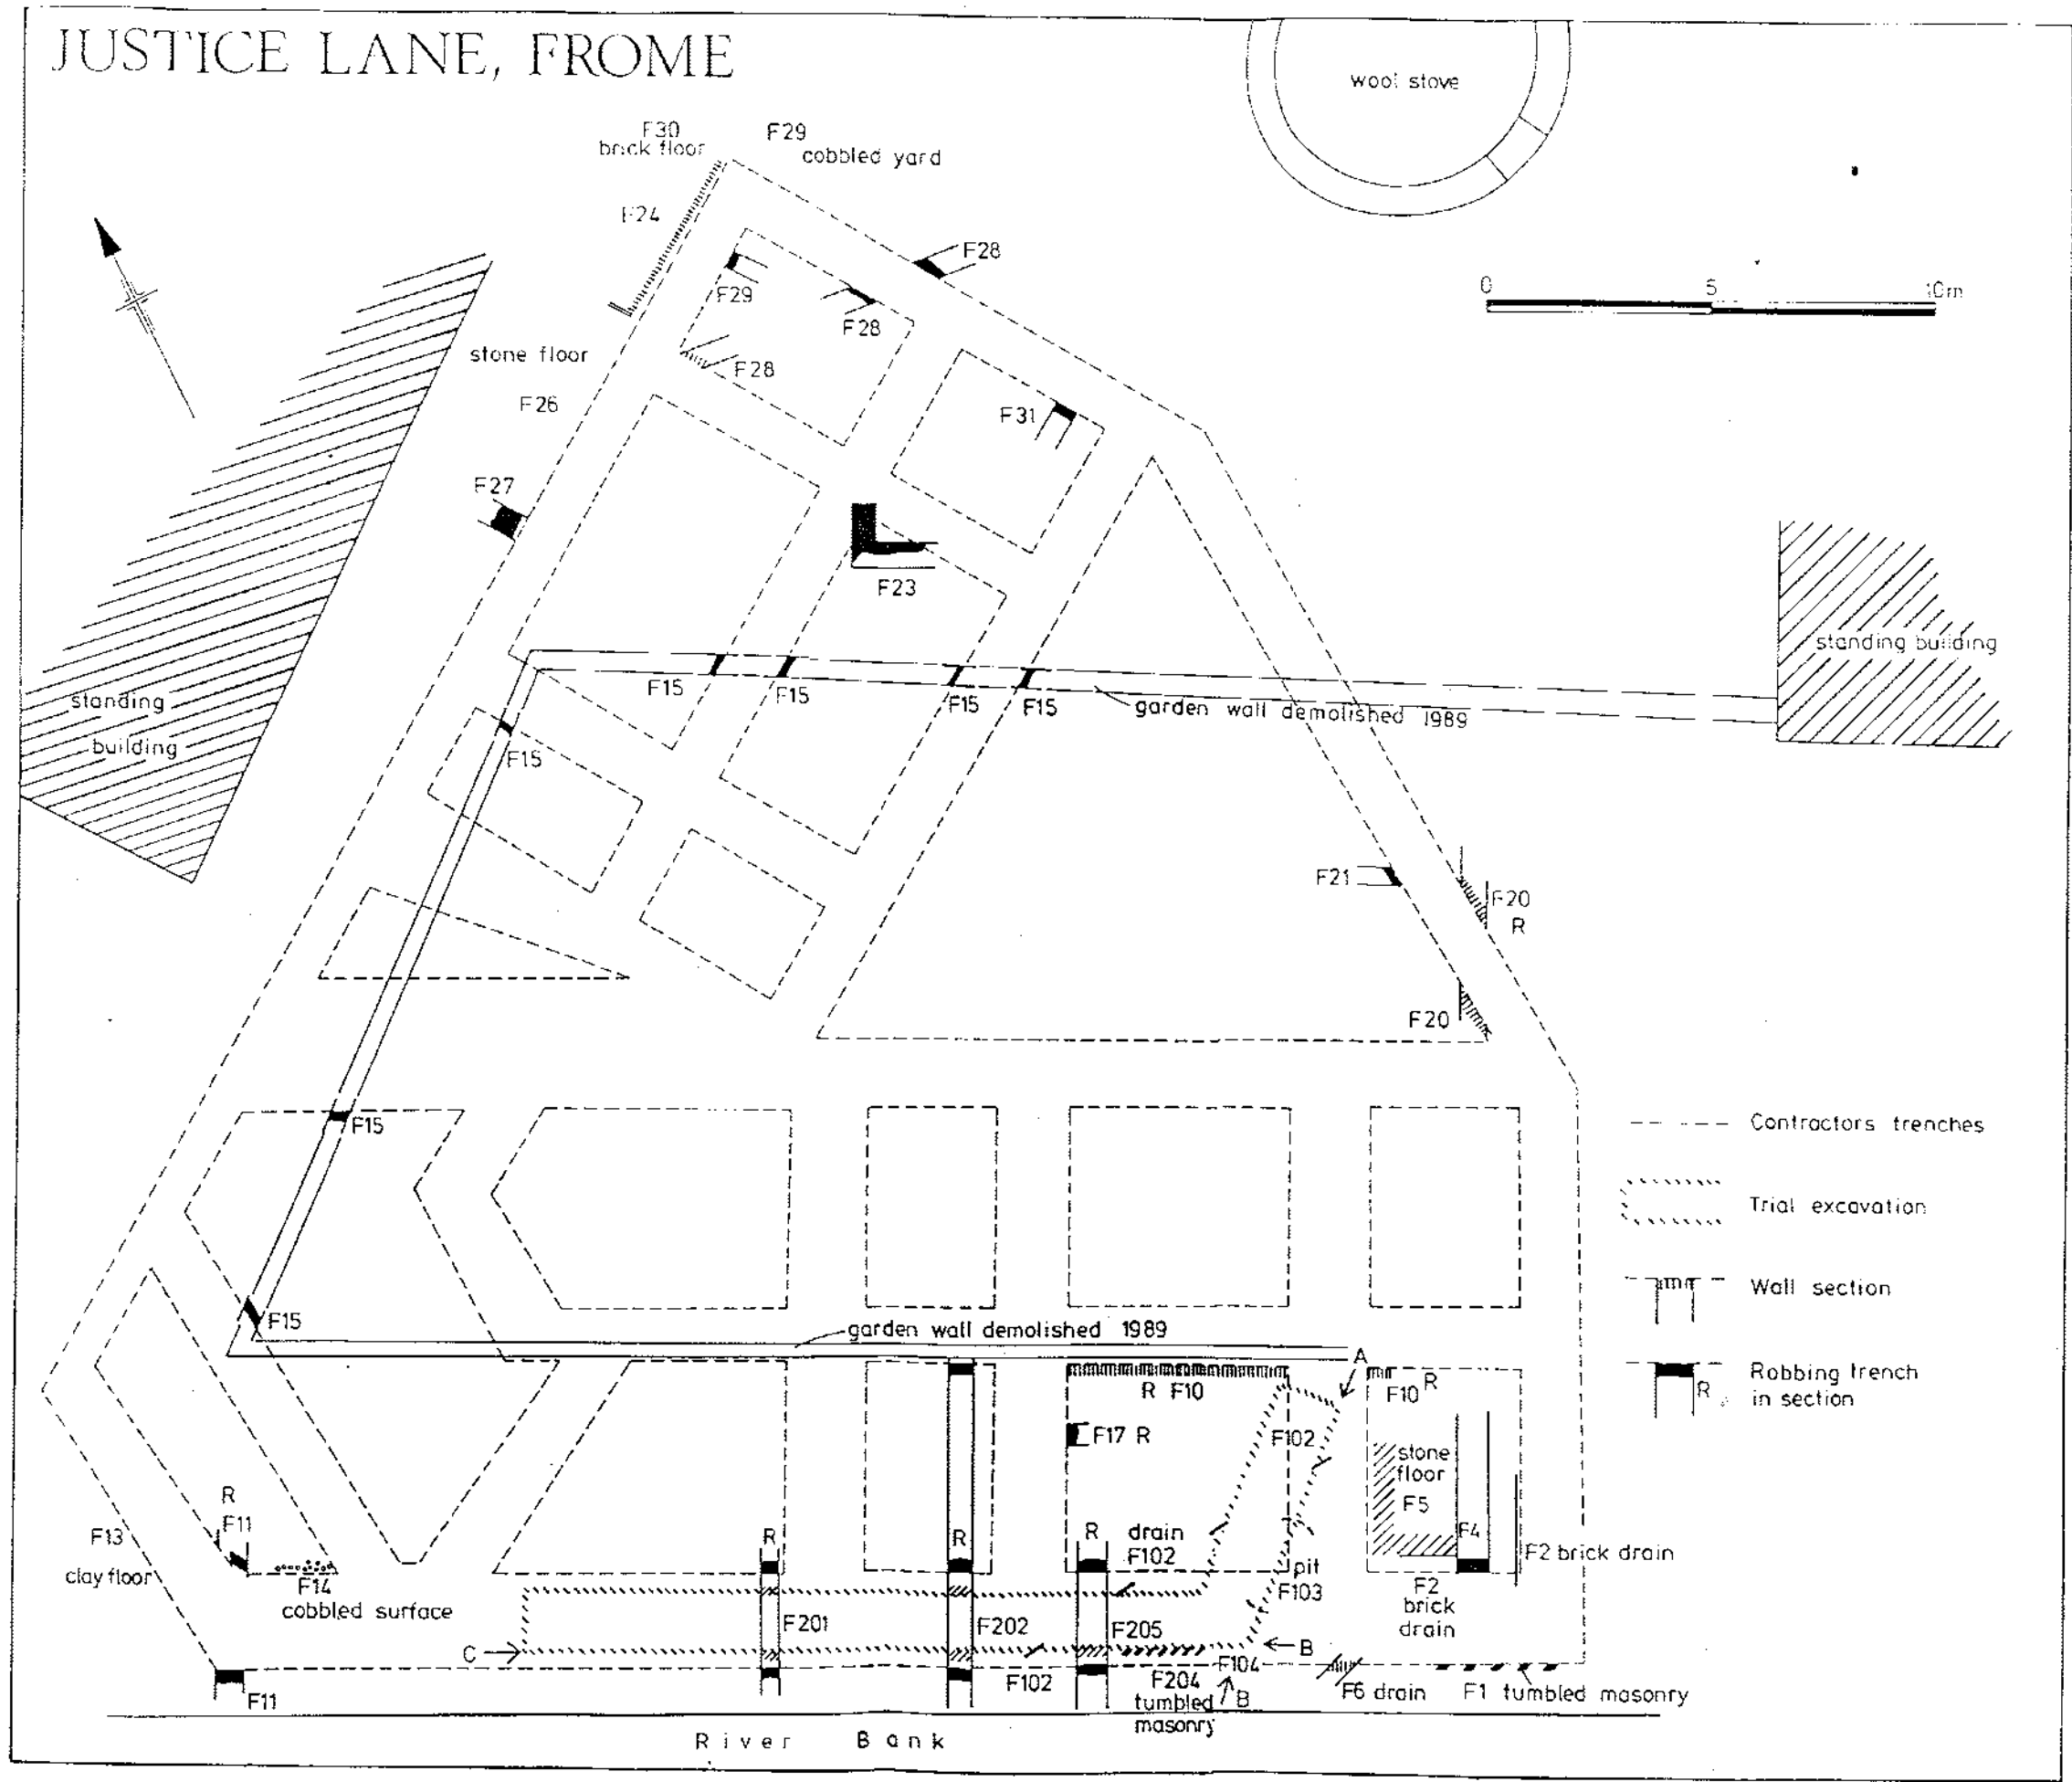 JUSTICE LANE, FROME
wool stove
F30
brick floor
F29
cobbled yard
F24
F28
F29
F28
F28
0 5 10m
stone floor
F26
F31
F27
F23
standing building
standing
building
F15
F15
F15
F15
garden wall demolished 1989
F15
F21
F20
R
F20
F15
Contractors trenches
Trial excavation
Wall section
Robbing trench
R
in section
F15
garden wall demolished 1989
A
R F10
F10 R
F17 R
F102
stone
floor
F5
R
F11
F13
clay floor
F14
cobbled surface
R
R
R
drain
F102
F4
F2 brick drain
pit
F103
F2
brick
drain
F201
F202
F205
C
B
F11
F102
F204
tumbled
masonry
F104
B
F6 drain
F1 tumbled masonry
River Bank